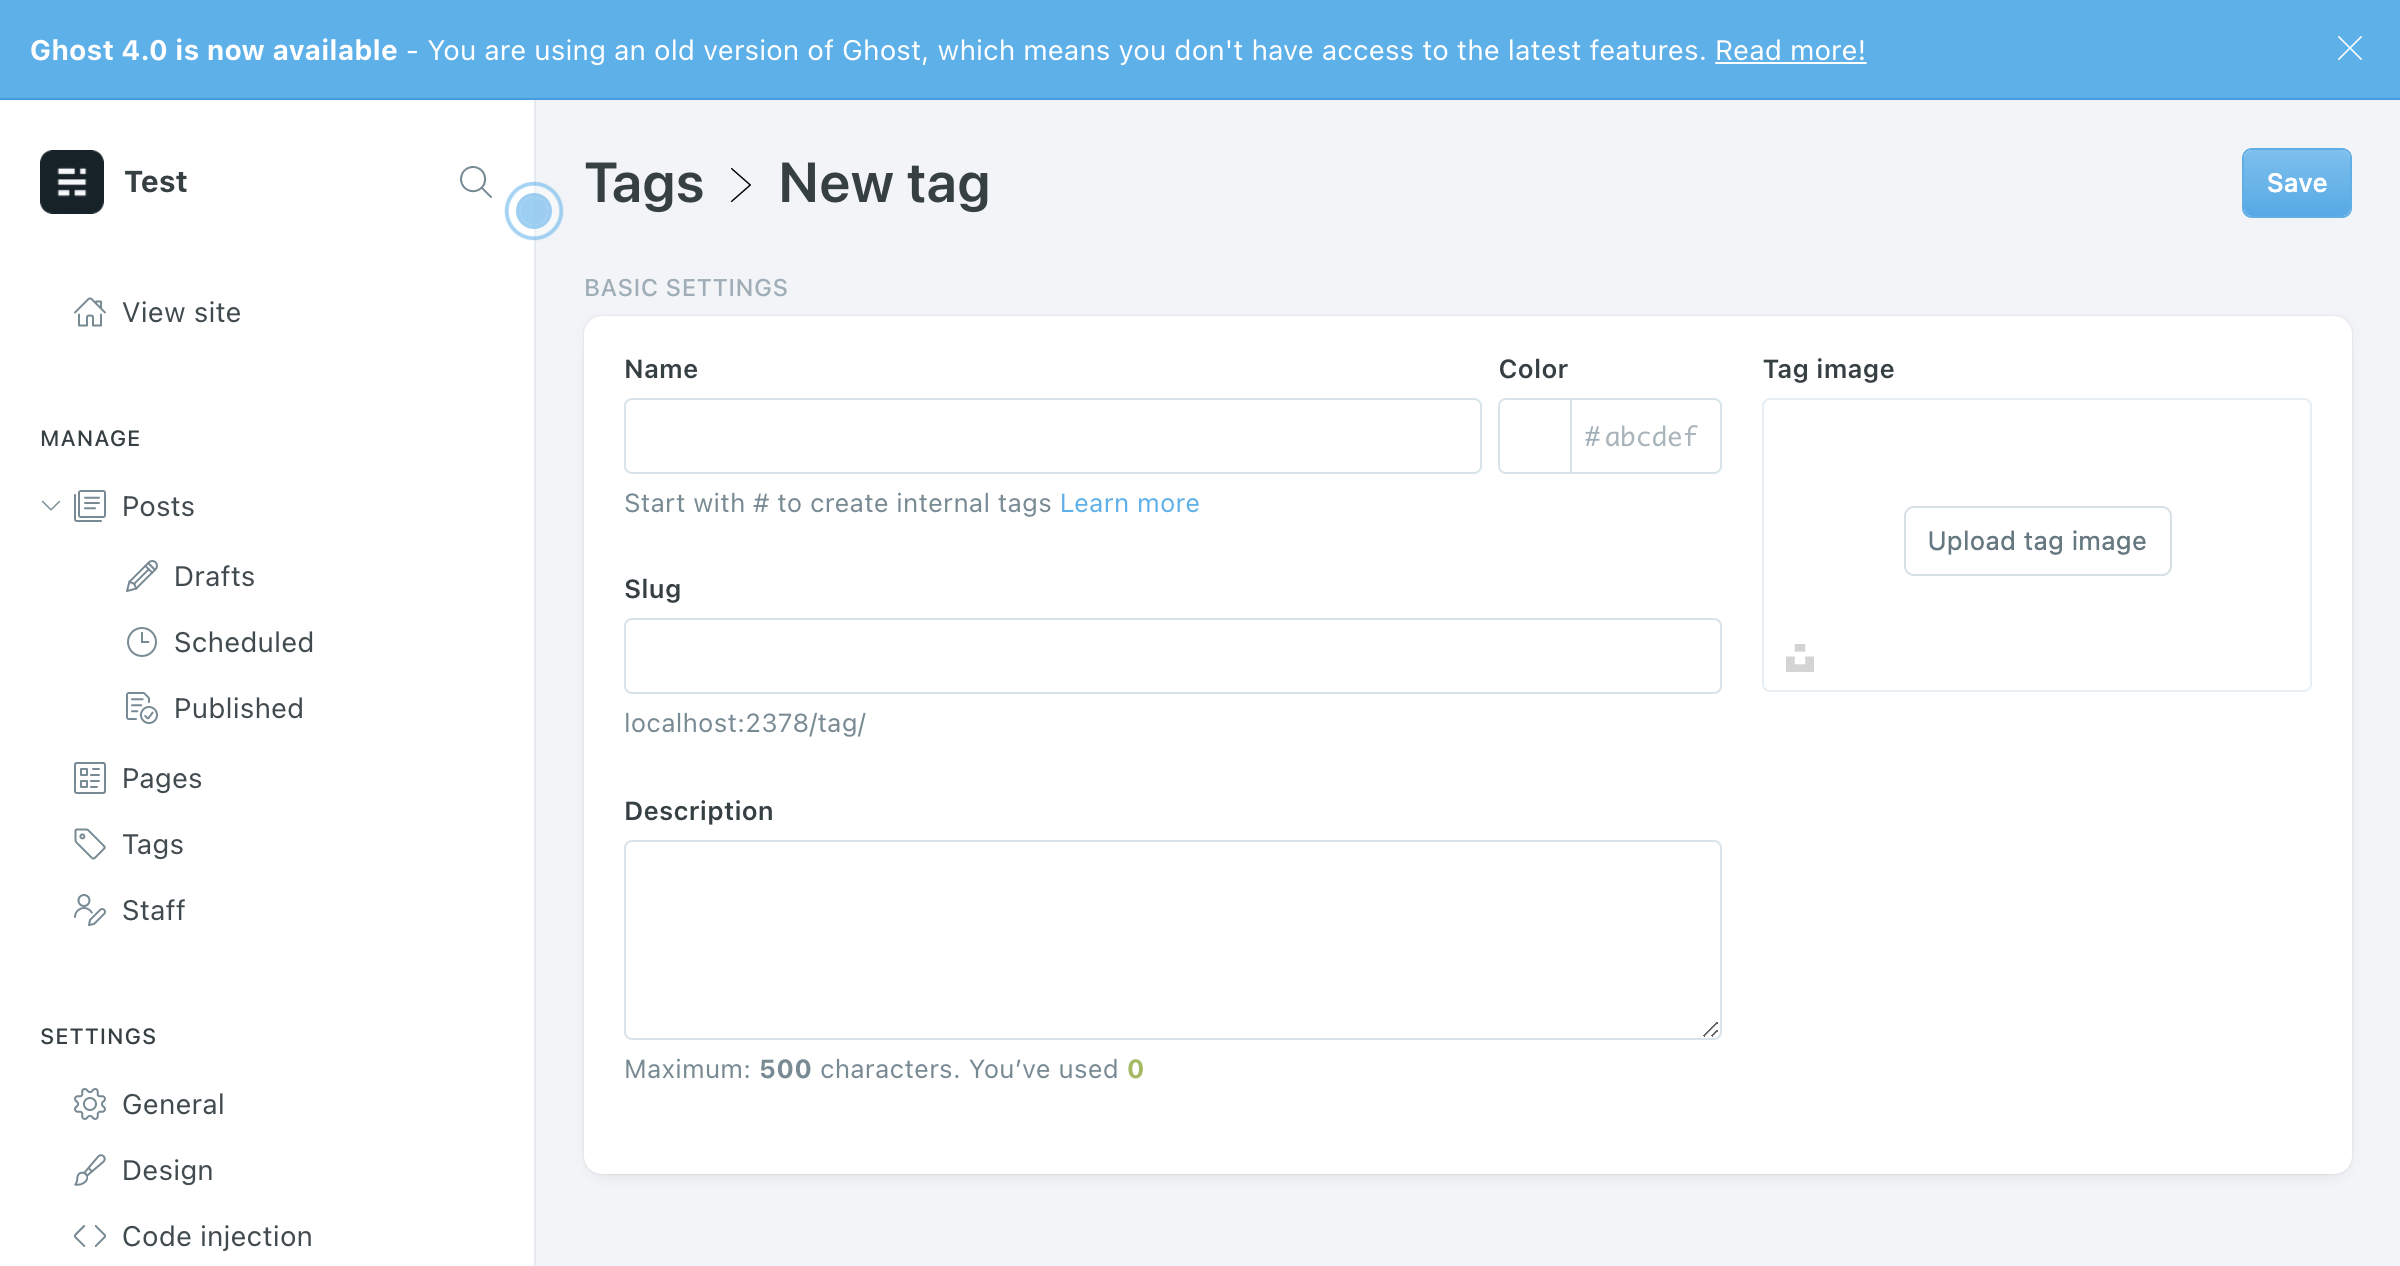 Ghost 4.0 is now available - You are using an old version of Ghost, which means you don't have access to the latest features. Read more!
Test
View site
MANAGE
Posts
Drafts
Scheduled
Published
Pages
Tags
Staff
SETTINGS
General
Design
Code injection
Tags > New tag
Save
BASIC SETTINGS
Name
Color
#abcdef
Start with # to create internal tags Learn more
Slug
localhost:2378/tag/
Description
Maximum: 500 characters. You’ve used 0
Tag image
Upload tag image